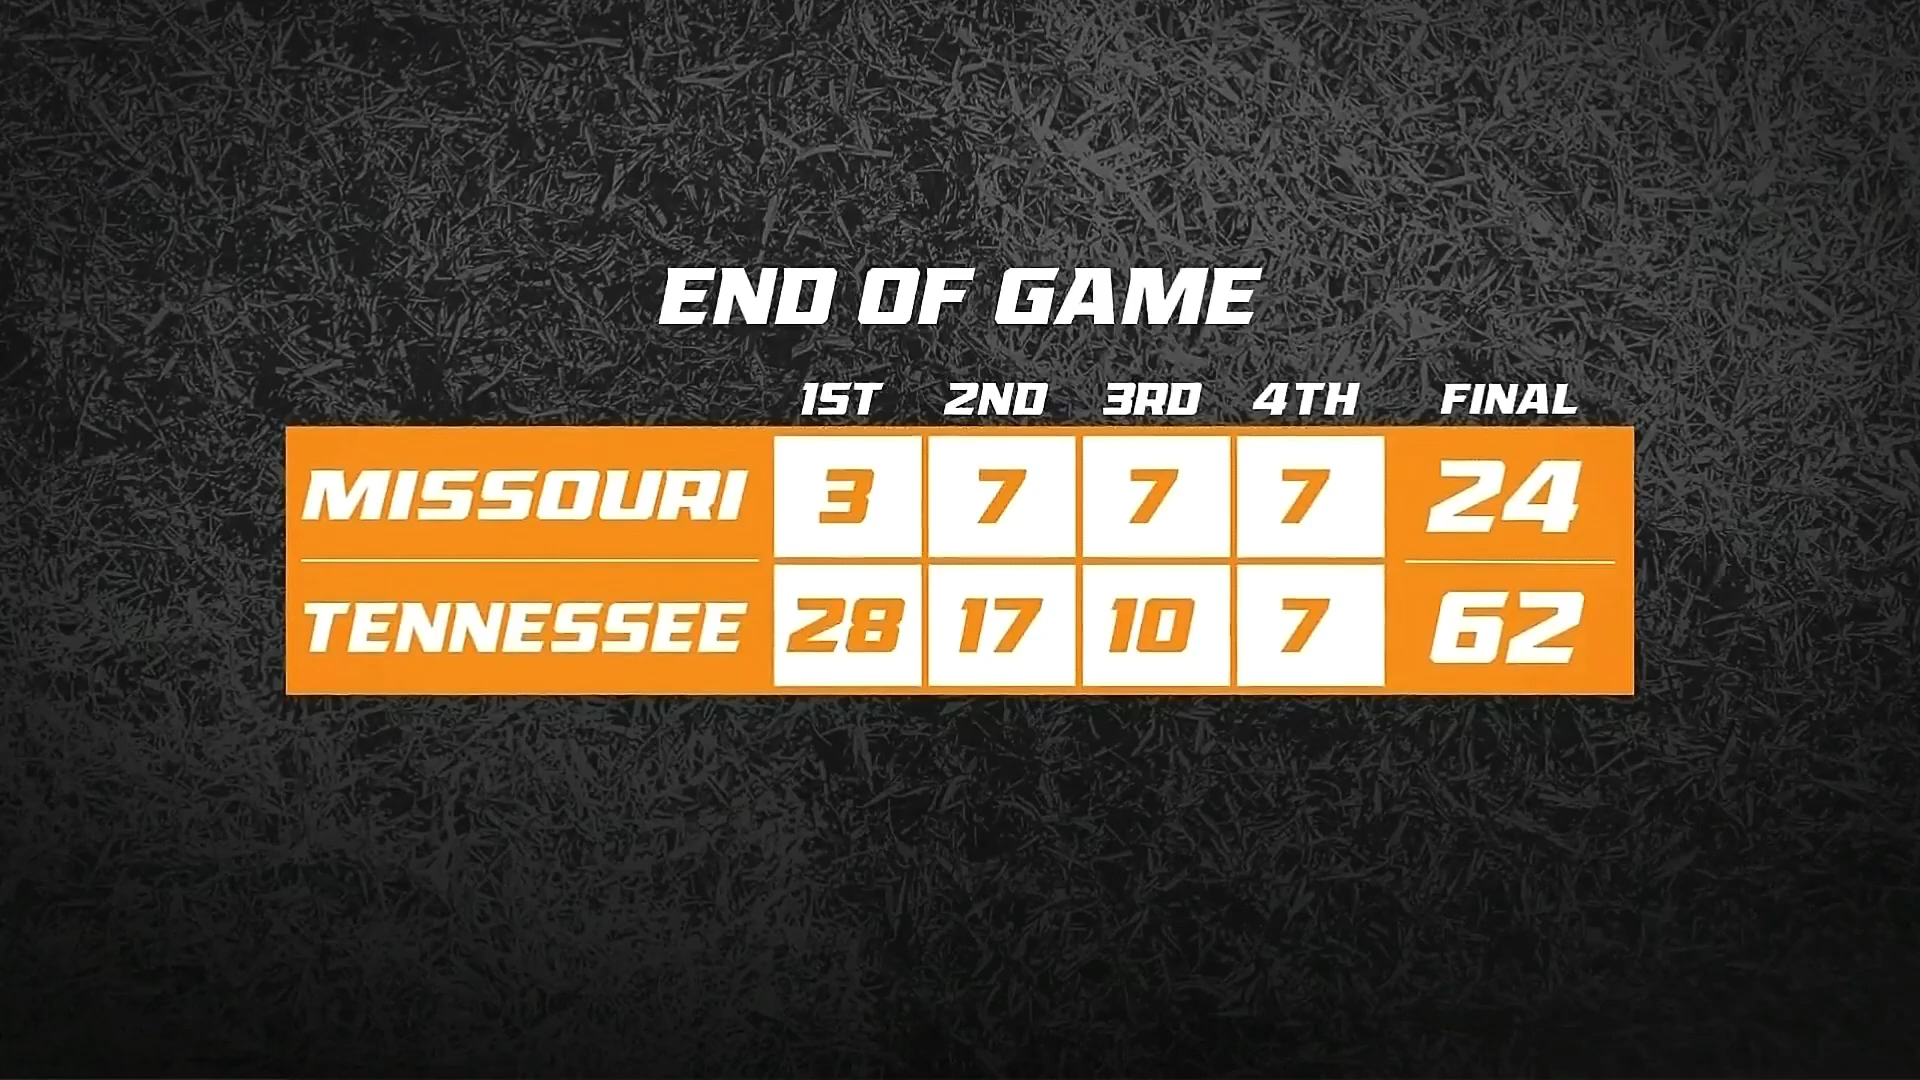 END OF GAME
1ST 2ND 3RD 4TH FINAL
MISSOURI 3 7 7 7 24
TENNESSEE 28 17 10 7 62